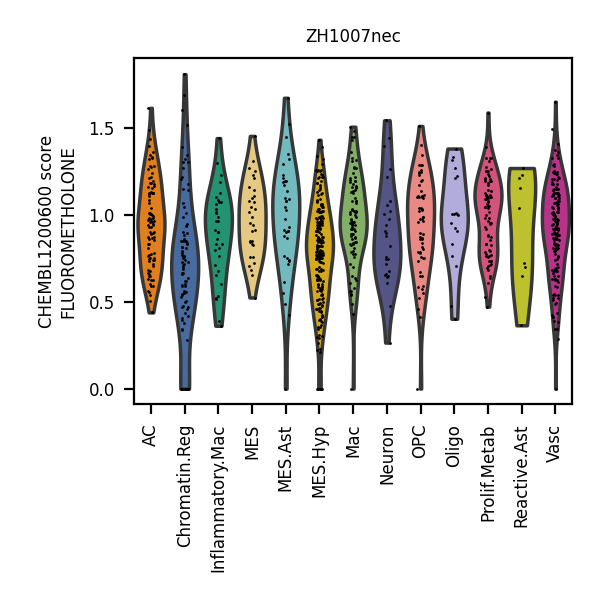 ZH1007nec
CHEMBL1200600 score
FLUOROMETHOLONE
1.5
1.0
0.5
0.0
AC
Chromatin.Reg
Inflammatory.Mac
MES
MES.Ast
MES.Hyp
Mac
Neuron
OPC
Oligo
Prolif.Metab
Reactive.Ast
Vasc